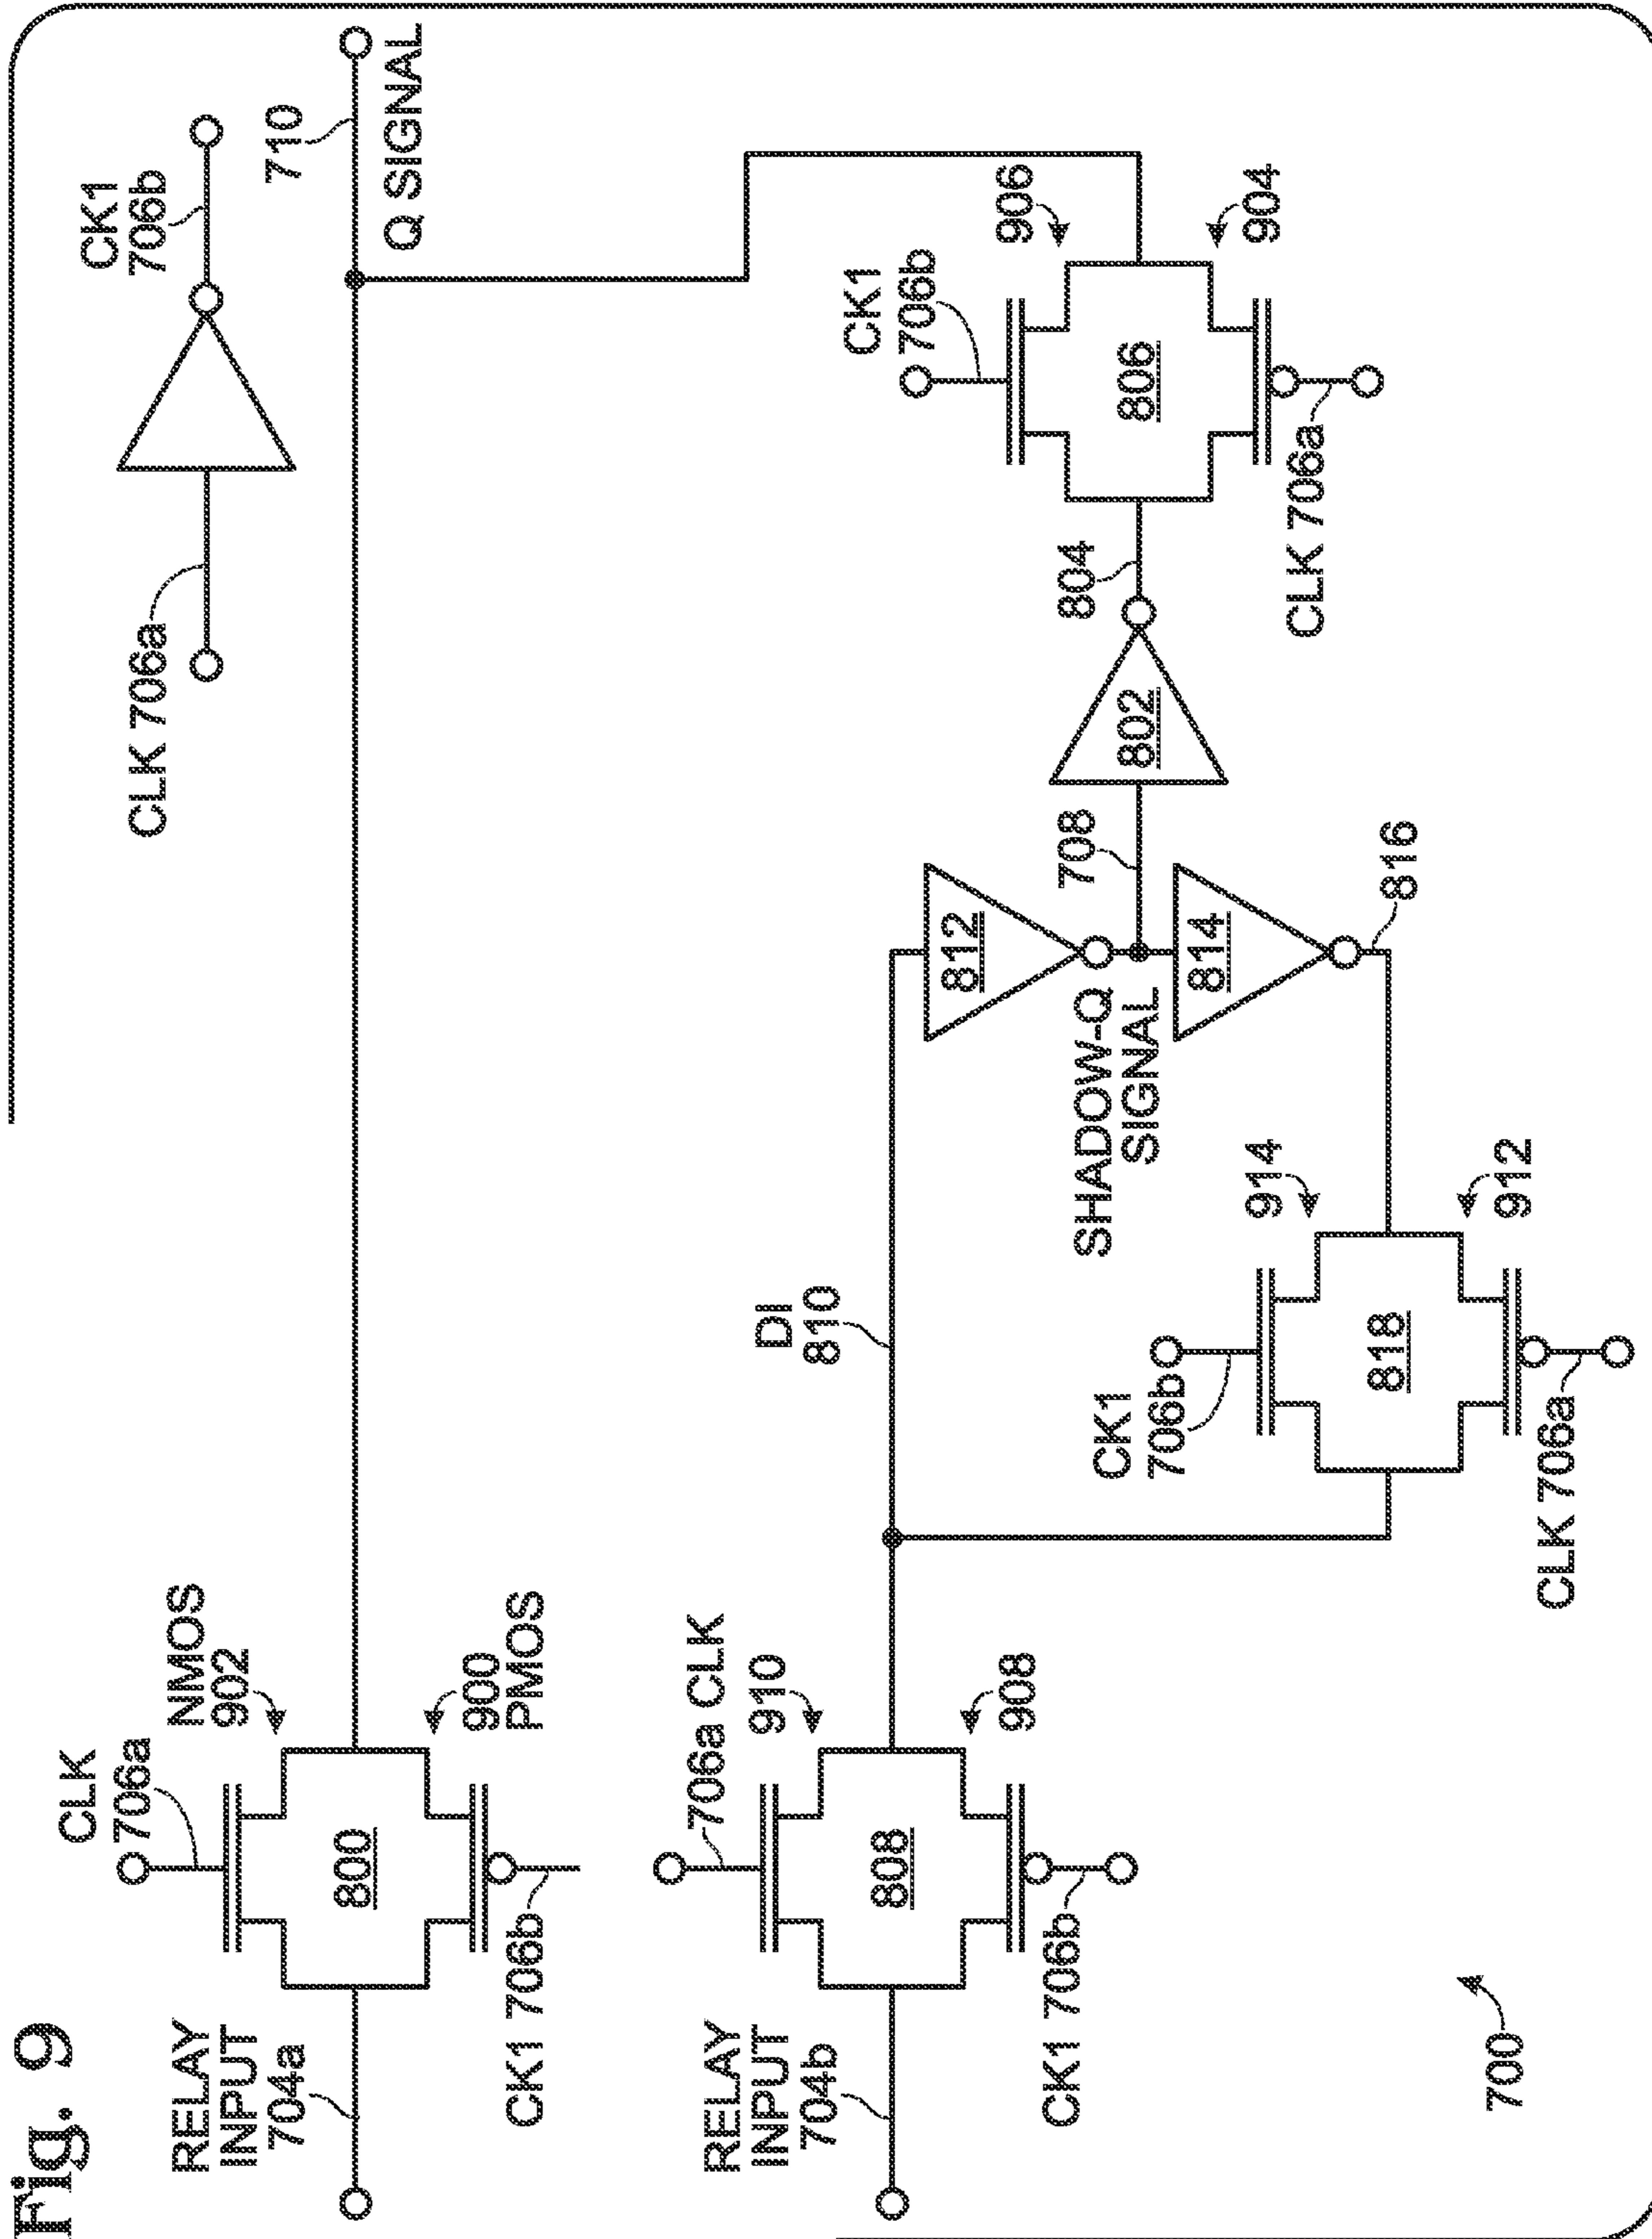 Fig. 9
RELAY
INPUT
704a
CLK
706a
NMOS
902
800
900
PMOS
CK1 706b
CLK 706a
CK1
706b
710
Q SIGNAL
RELAY
INPUT
704b
706a CLK
910
808
908
CK1 706b
DI
810
812
SHADOW-Q
SIGNAL
708
814
816
802
804
CK1
706b
906
806
904
CLK 706a
CK1
706b
914
818
912
CLK 706a
700